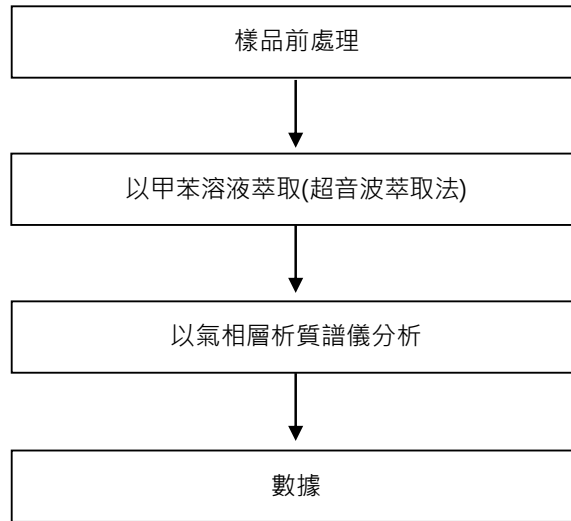 樣品前處理
以甲苯溶液萃取(超音波萃取法)
以氣相層析質譜儀分析
數據